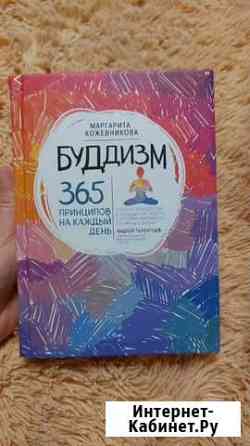 МАРГАРИТА
КОЖЕВНИКОВА
БУДДИЗМ
365
ПРИНЦИПОВ
НА КАЖДЫЙ
ДЕНЬ
Интернет-
Кабинет.Ру